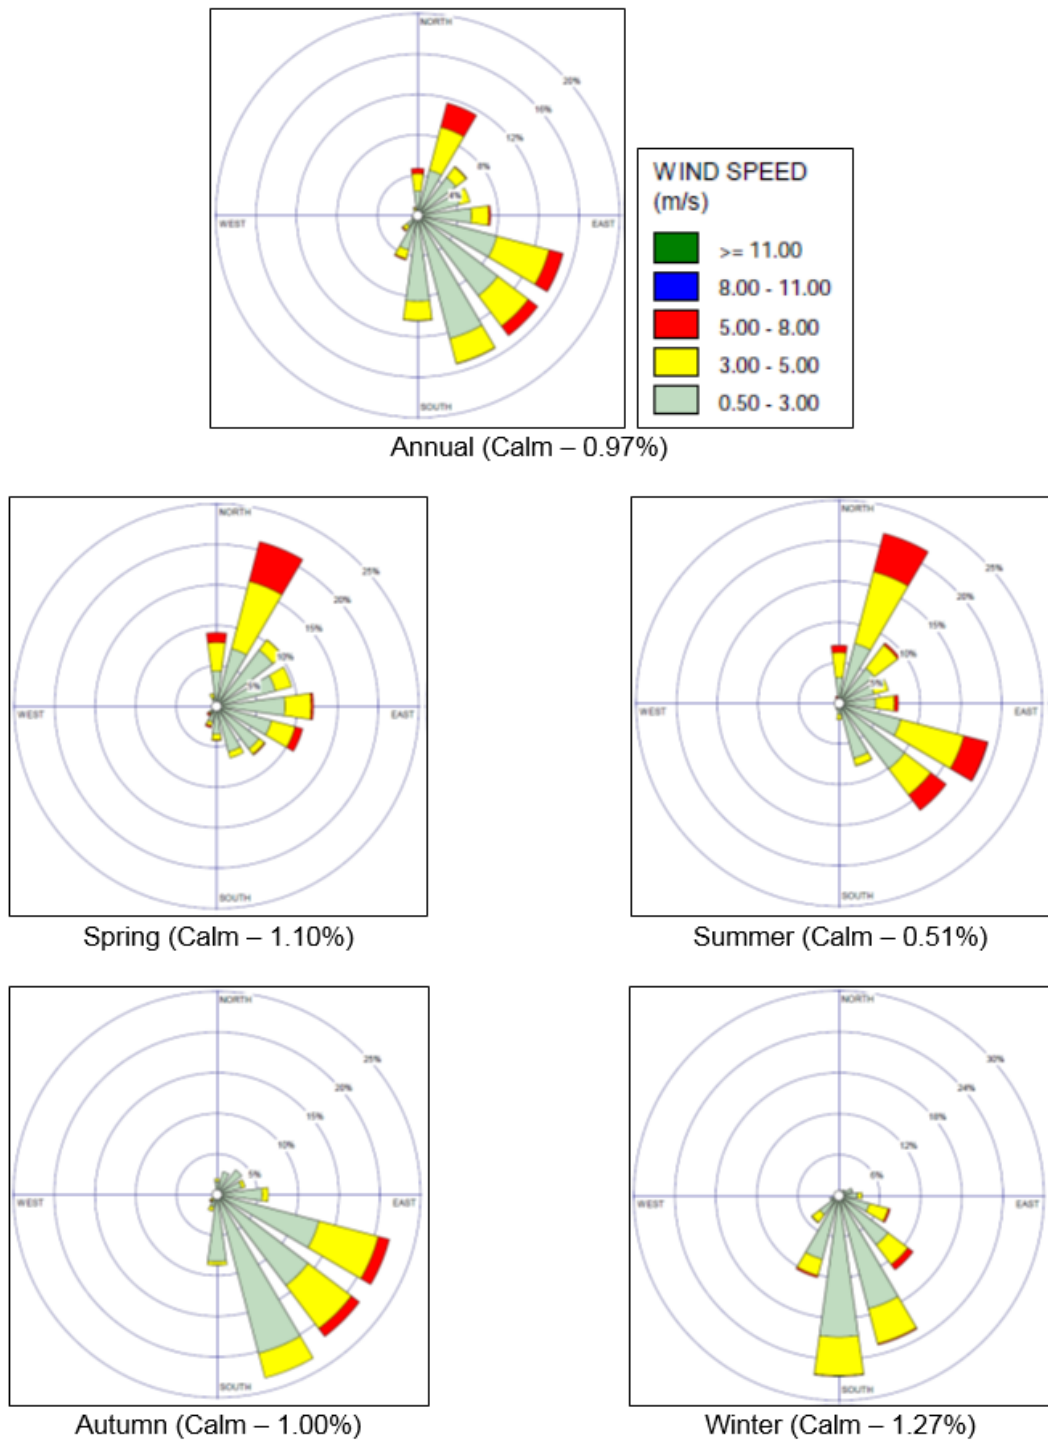 NORTH
20%
16%
12%
8%
4%
WEST
EAST
SOUTH
WIND SPEED
(m/s)
>= 11.00
8.00 - 11.00
5.00 - 8.00
3.00 - 5.00
0.50 - 3.00
Annual (Calm – 0.97%)
NORTH
25%
20%
15%
10%
5%
WEST
EAST
SOUTH
Spring (Calm – 1.10%)
NORTH
25%
20%
15%
10%
5%
WEST
EAST
SOUTH
Summer (Calm – 0.51%)
NORTH
25%
20%
15%
10%
5%
WEST
EAST
SOUTH
Autumn (Calm – 1.00%)
NORTH
30%
24%
18%
12%
6%
WEST
EAST
SOUTH
Winter (Calm – 1.27%)